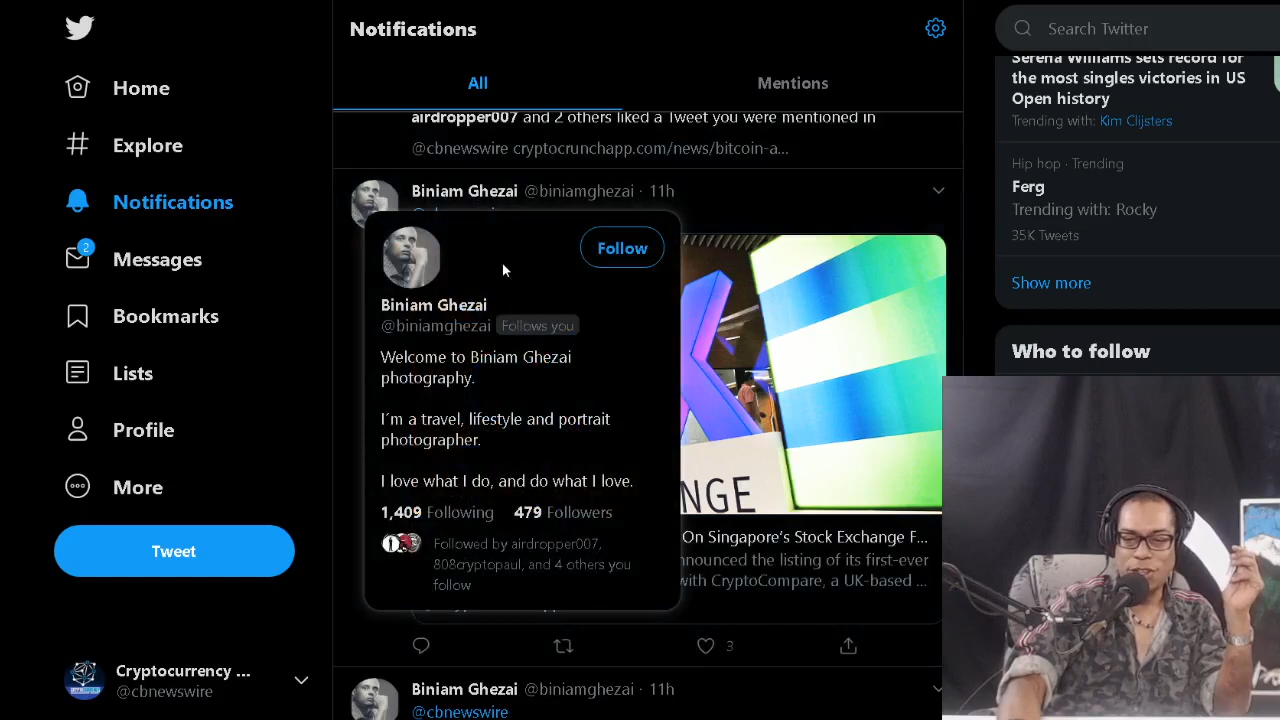 Notifications
Search Twitter
Home
Explore
Notifications
2
Messages
Bookmarks
Lists
Profile
More
Tweet
Cryptocurrency ...
@cbnewswire
All
Mentions
airdropper007 and 2 others liked a Tweet you were mentioned in
@cbnewswire cryptocrunchapp.com/news/bitcoin-a...
Biniam Ghezai @biniamghezai · 11h
Follow
Biniam Ghezai
@biniamghezai Follows you
Welcome to Biniam Ghezai
photography.
I´m a travel, lifestyle and portrait
photographer.
I love what I do, and do what I love.
1,409 Following 479 Followers
Followed by airdropper007,
808cryptopaul, and 4 others you
follow
NGE
On Singapore's Stock Exchange F...
nnounced the listing of its first-ever
with CryptoCompare, a UK-based ...
3
Biniam Ghezai @biniamghezai · 11h
@cbnewswire
Serena Williams sets record for
the most singles victories in US
Open history
Trending with: Kim Clijsters
Hip hop · Trending
Ferg
Trending with: Rocky
35K Tweets
Show more
Who to follow